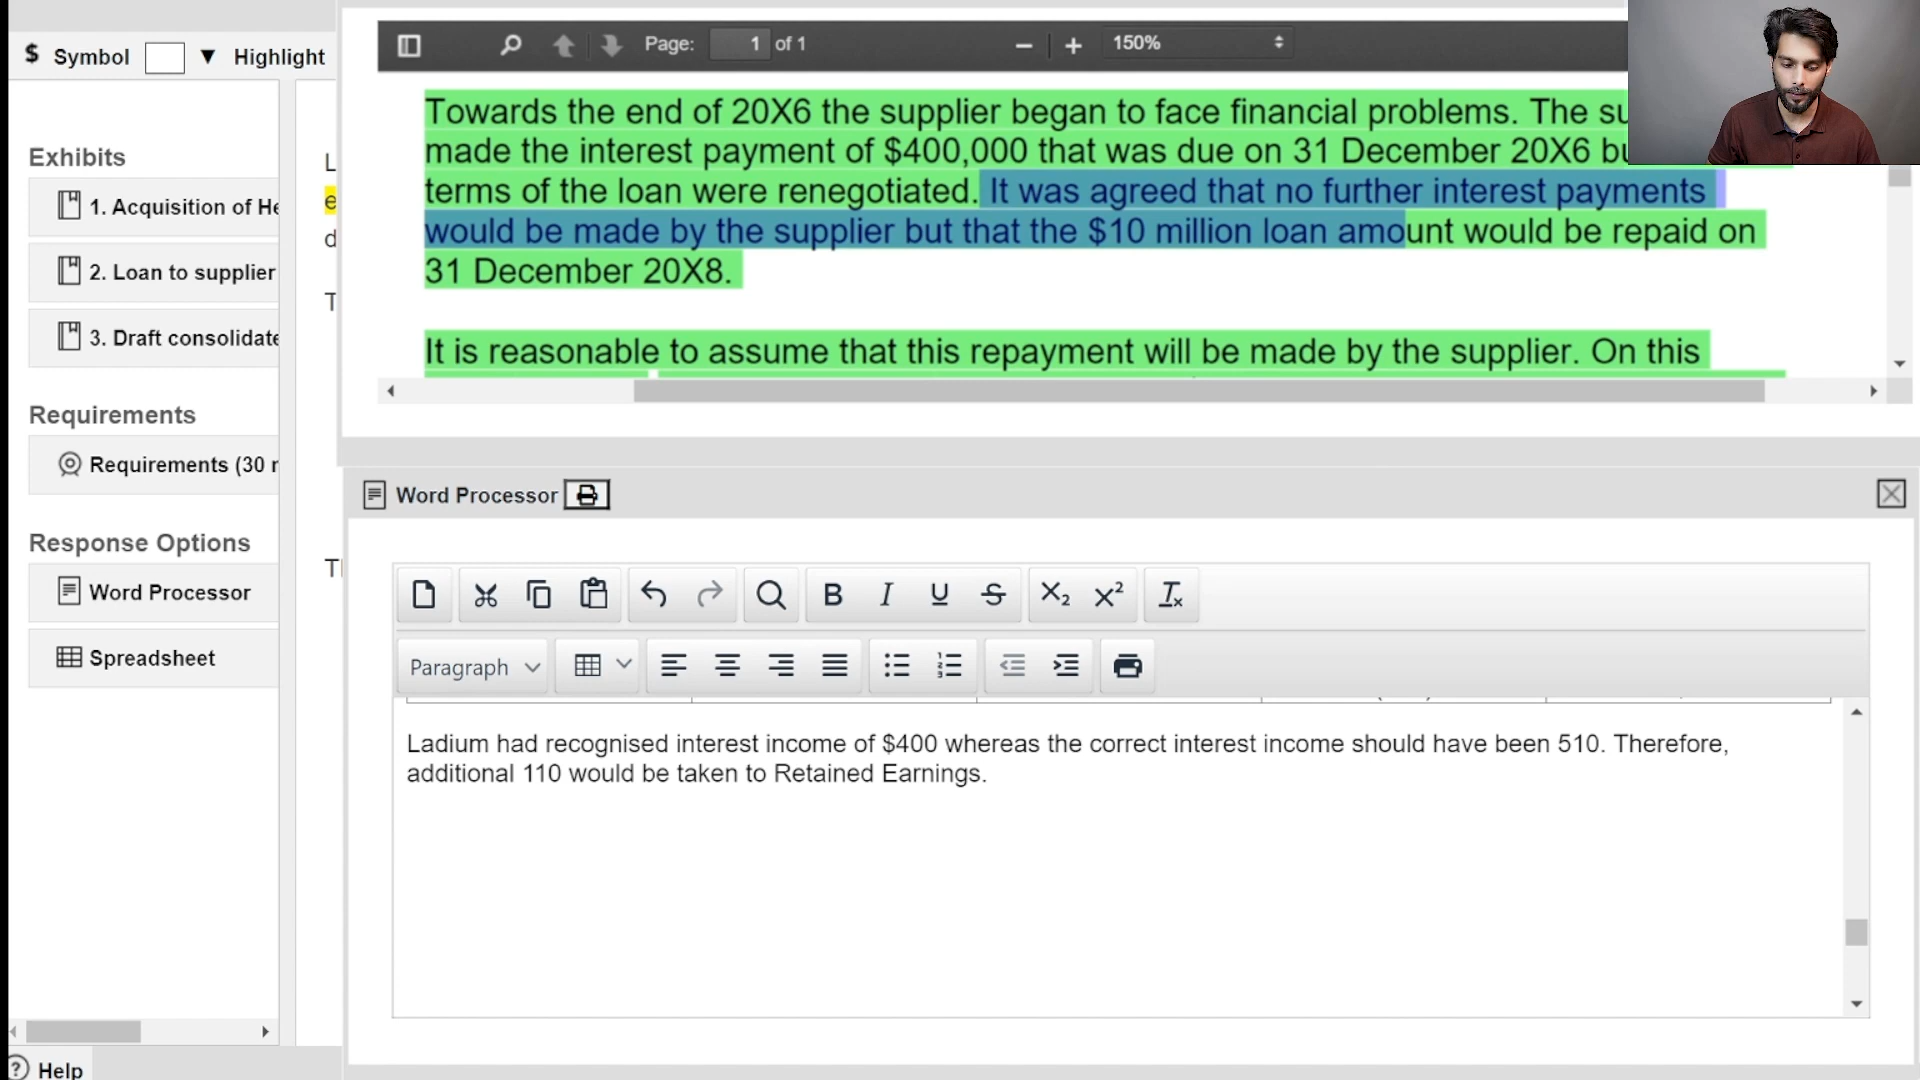 $ Symbol ▼ Highlight
Page: 1 of 1
150%
Towards the end of 20X6 the supplier began to face financial problems. The
made the interest payment of $400,000 that was due on 31 December 20X6
terms of the loan were renegotiated. It was agreed that no further interest payments
would be made by the supplier but that the $10 million loan amount would be repaid on
31 December 20X8.
It is reasonable to assume that this repayment will be made by the supplier. On this
Exhibits
1. Acquisition of He
2. Loan to supplier
3. Draft consolidate
Requirements
Requirements (30
Response Options
Word Processor
Spreadsheet
Help
Word Processor
Paragraph
Ladium had recognised interest income of $400 whereas the correct interest income should have been 510. Therefore,
additional 110 would be taken to Retained Earnings.